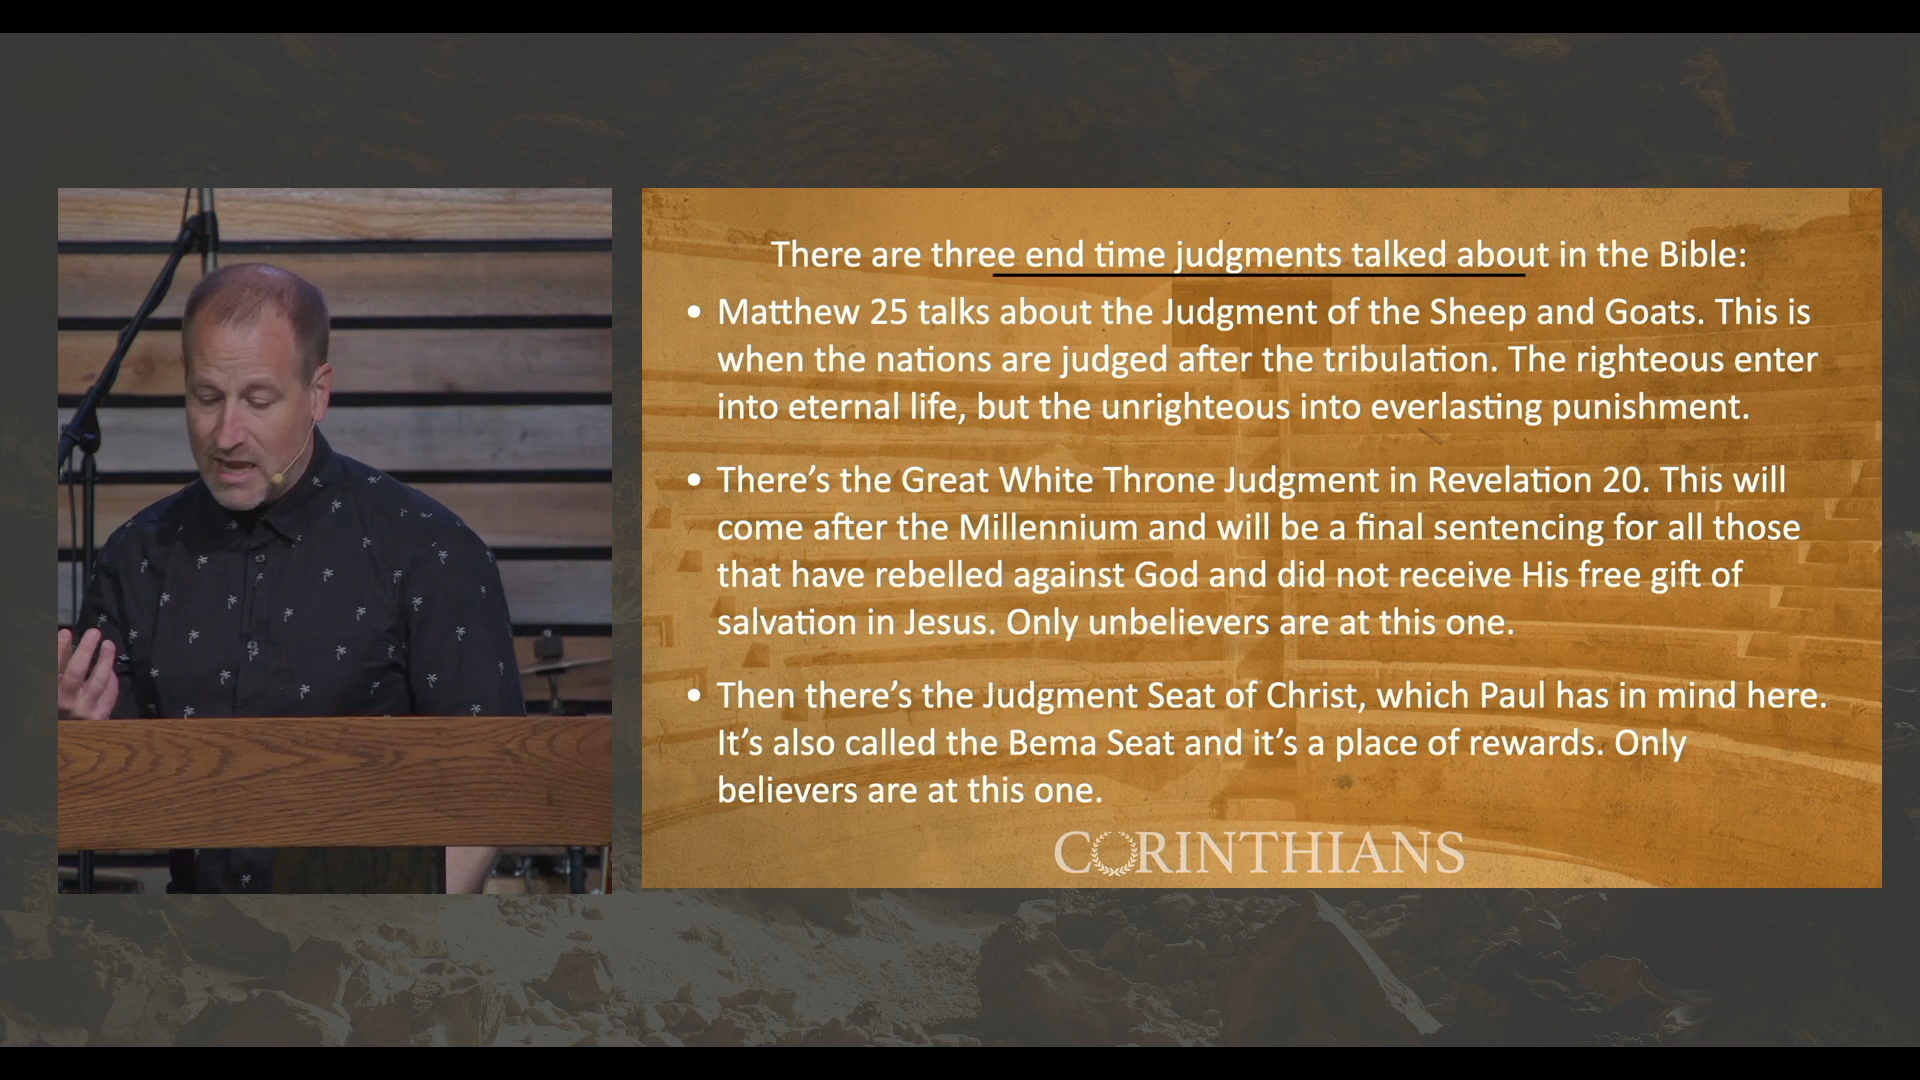 There are three end time judgments talked about in the Bible:
• Matthew 25 talks about the Judgment of the Sheep and Goats. This is
when the nations are judged after the tribulation. The righteous enter
into eternal life, but the unrighteous into everlasting punishment.
• There’s the Great White Throne Judgment in Revelation 20. This will
come after the Millennium and will be a final sentencing for all those
that have rebelled against God and did not receive His free gift of
salvation in Jesus. Only unbelievers are at this one.
• Then there’s the Judgment Seat of Christ, which Paul has in mind here.
It’s also called the Bema Seat and it’s a place of rewards. Only
believers are at this one.
CORINTHIANS